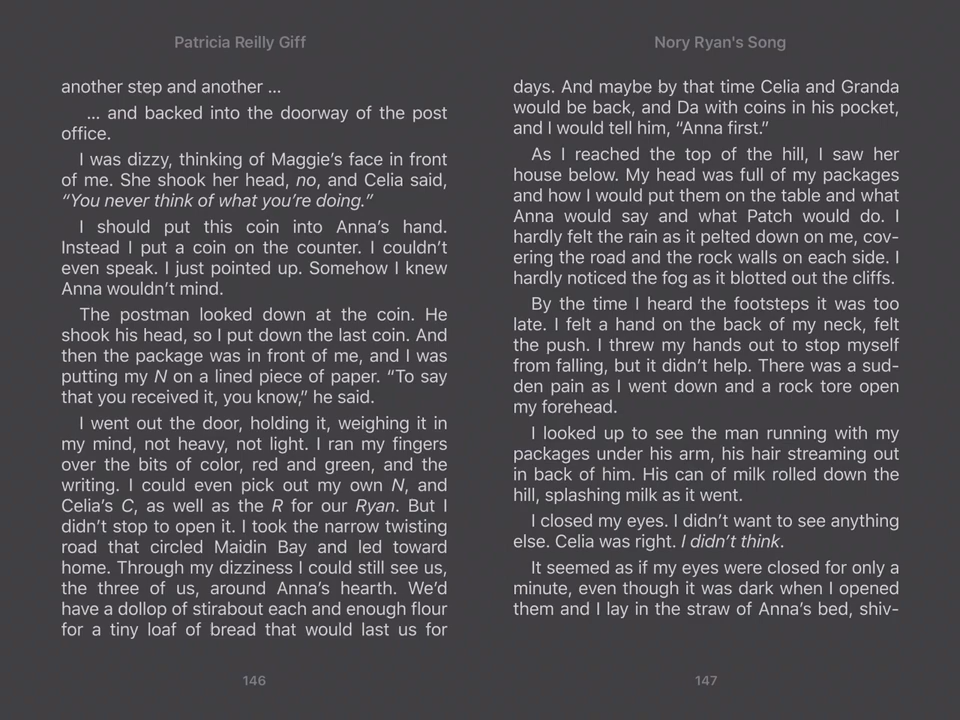 Patricia Reilly Giff
another step and another ...
... and backed into the doorway of the post
office.
I was dizzy, thinking of Maggie’s face in front
of me. She shook her head, no, and Celia said,
“You never think of what you’re doing.”
I should put this coin into Anna’s hand.
Instead I put a coin on the counter. I couldn’t
even speak. I just pointed up. Somehow I knew
Anna wouldn’t mind.
The postman looked down at the coin. He
shook his head, so I put down the last coin. And
then the package was in front of me, and I was
putting my N on a lined piece of paper. “To say
that you received it, you know,” he said.
I went out the door, holding it, weighing it in
my mind, not heavy, not light. I ran my fingers
over the bits of color, red and green, and the
writing. I could even pick out my own N, and
Celia’s C, as well as the R for our Ryan. But I
didn’t stop to open it. I took the narrow twisting
road that circled Maidin Bay and led toward
home. Through my dizziness I could still see us,
the three of us, around Anna’s hearth. We’d
have a dollop of stirabout each and enough flour
for a tiny loaf of bread that would last us for
146
Nory Ryan's Song
days. And maybe by that time Celia and Granda
would be back, and Da with coins in his pocket,
and I would tell him, “Anna first.”
As I reached the top of the hill, I saw her
house below. My head was full of my packages
and how I would put them on the table and what
Anna would say and what Patch would do. I
hardly felt the rain as it pelted down on me, cov-
ering the road and the rock walls on each side. I
hardly noticed the fog as it blotted out the cliffs.
By the time I heard the footsteps it was too
late. I felt a hand on the back of my neck, felt
the push. I threw my hands out to stop myself
from falling, but it didn’t help. There was a sud-
den pain as I went down and a rock tore open
my forehead.
I looked up to see the man running with my
packages under his arm, his hair streaming out
in back of him. His can of milk rolled down the
hill, splashing milk as it went.
I closed my eyes. I didn’t want to see anything
else. Celia was right. I didn’t think.
It seemed as if my eyes were closed for only a
minute, even though it was dark when I opened
them and I lay in the straw of Anna’s bed, shiv-
147